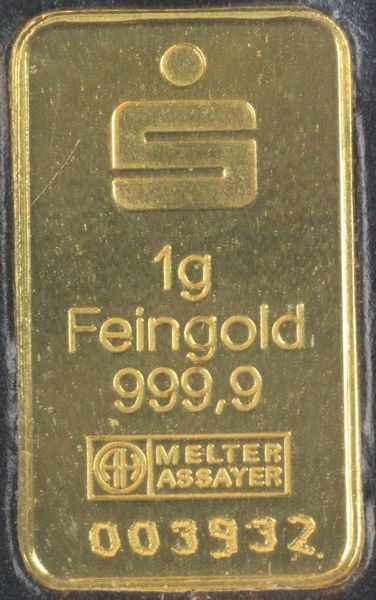 1g
Feingold
999,9
MELTER
ASSAYER
003932